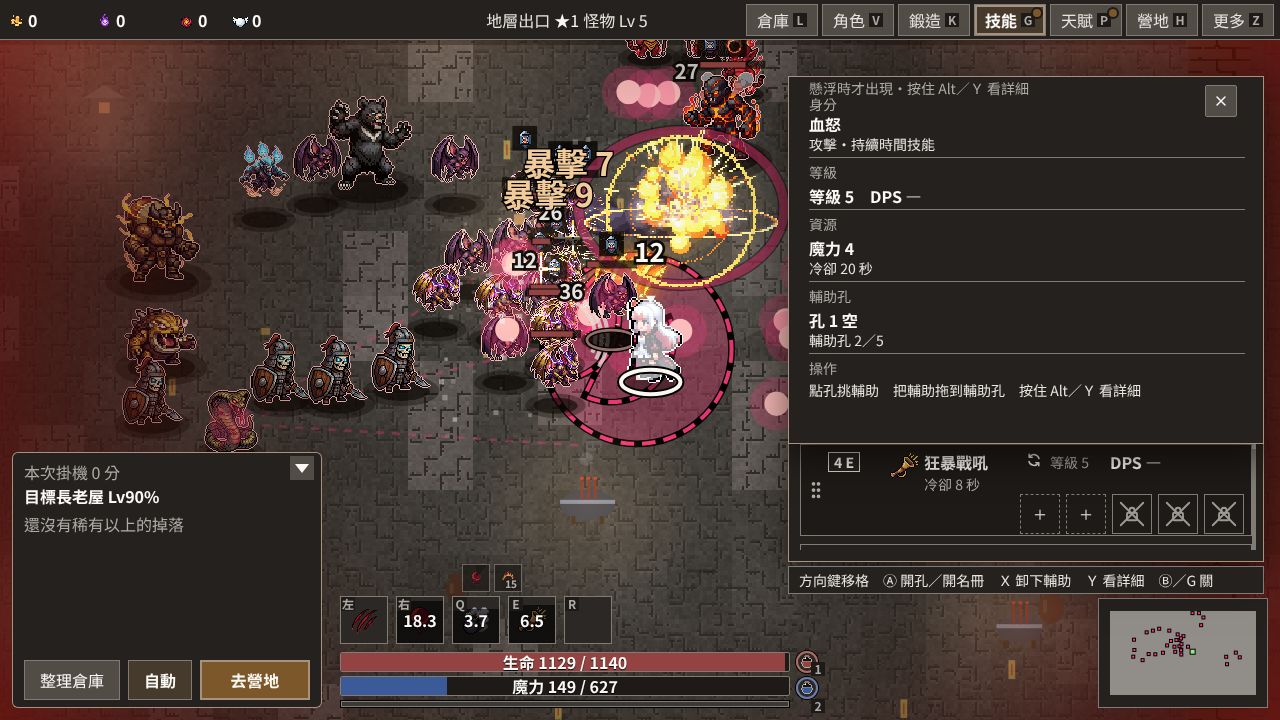 0
0
0
0
地層出口 ★1 怪物 Lv 5
倉庫 L
角色 V
鍛造 K
技能 G
天賦 P
營地 H
更多 Z
27
暴擊 7
暴擊 9
26
12
12
36
懸浮時才出現・按住 Alt／Y 看詳細
身分
血怒
攻擊・持續時間技能
等級
等級 5 DPS —
資源
魔力 4
冷卻 20 秒
輔助孔
孔 1 空
輔助孔 2／5
操作
點孔挑輔助 把輔助拖到輔助孔 按住 Alt／Y 看詳細
4 E
狂暴戰吼
冷卻 8 秒
等級 5
DPS —
+
+
方向鍵移格 Ⓐ 開孔／開名冊 X 卸下輔助 Y 看詳細 Ⓑ／G 關
本次掛機 0 分
目標長老屋 Lv90%
還沒有稀有以上的掉落
整理倉庫
自動
去營地
15
左
右
18.3
Q
3.7
E
6.5
R
生命 1129 / 1140
1
魔力 149 / 627
2